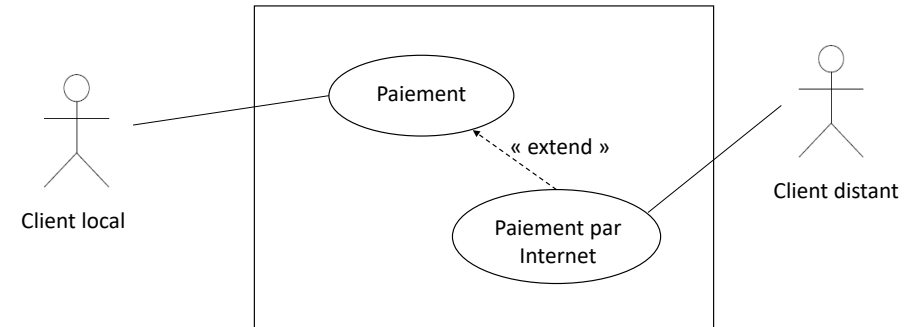 Paiement
« extend »
Client distant
Client local
Paiement par
Internet